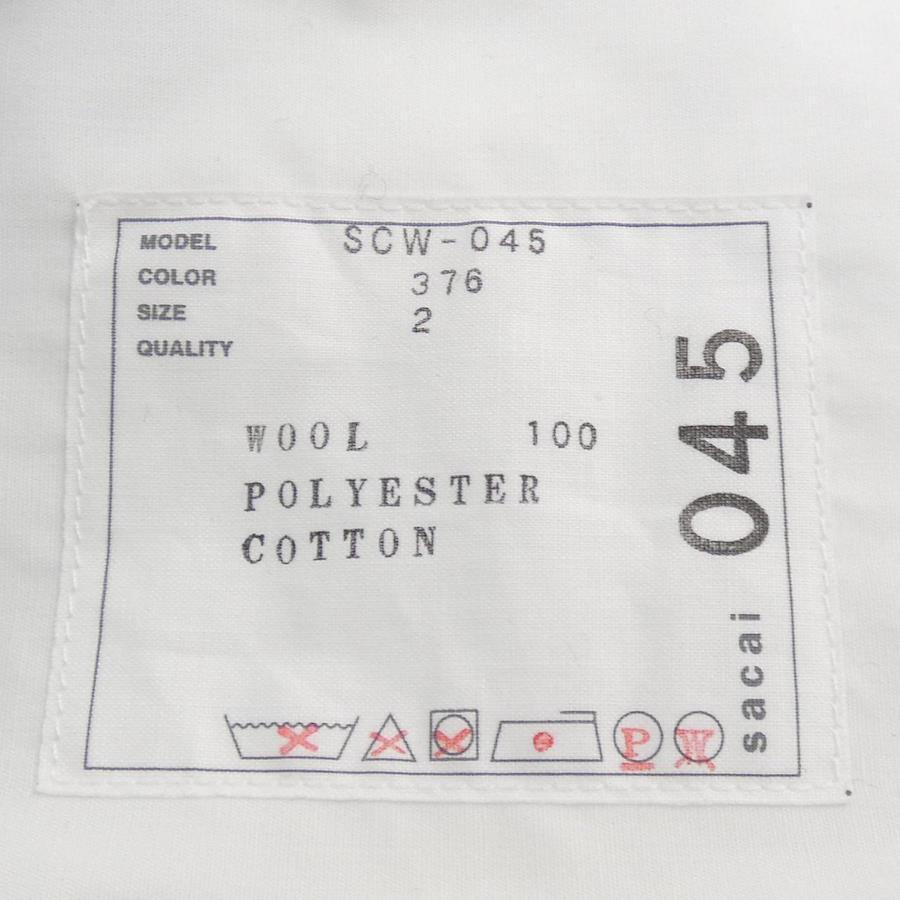 MODEL SCW-045
COLOR 376
SIZE 2
QUALITY
WOOL 100
POLYESTER
COTTON
P W
sacai 045